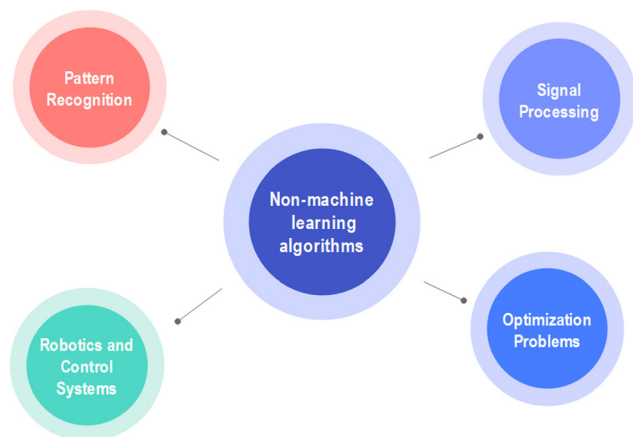 Pattern
Recognition
Signal
Processing
Non-machine
learning
algorithms
Robotics and
Control
Systems
Optimization
Problems